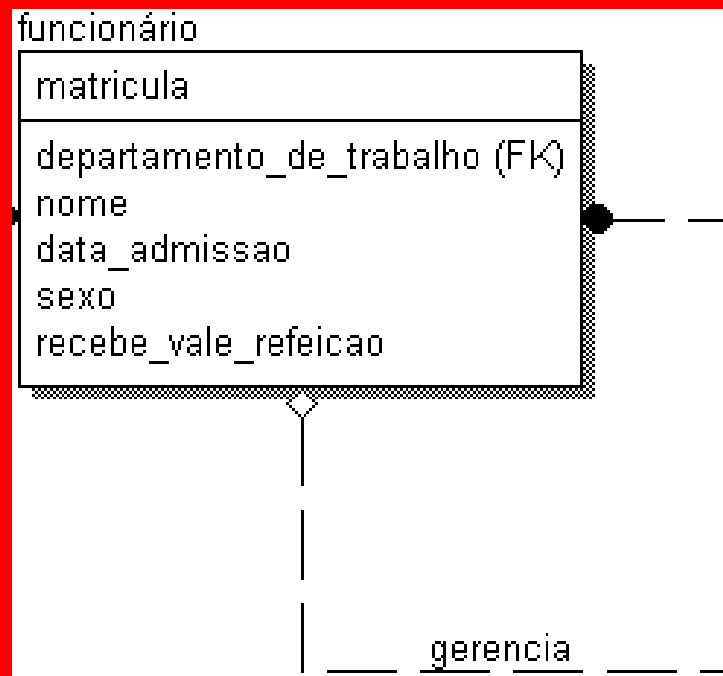 funcionário
matricula
departamento_de_trabalho (FK)
nome
data_admissao
sexo
recebe_vale_refeicao
gerencia